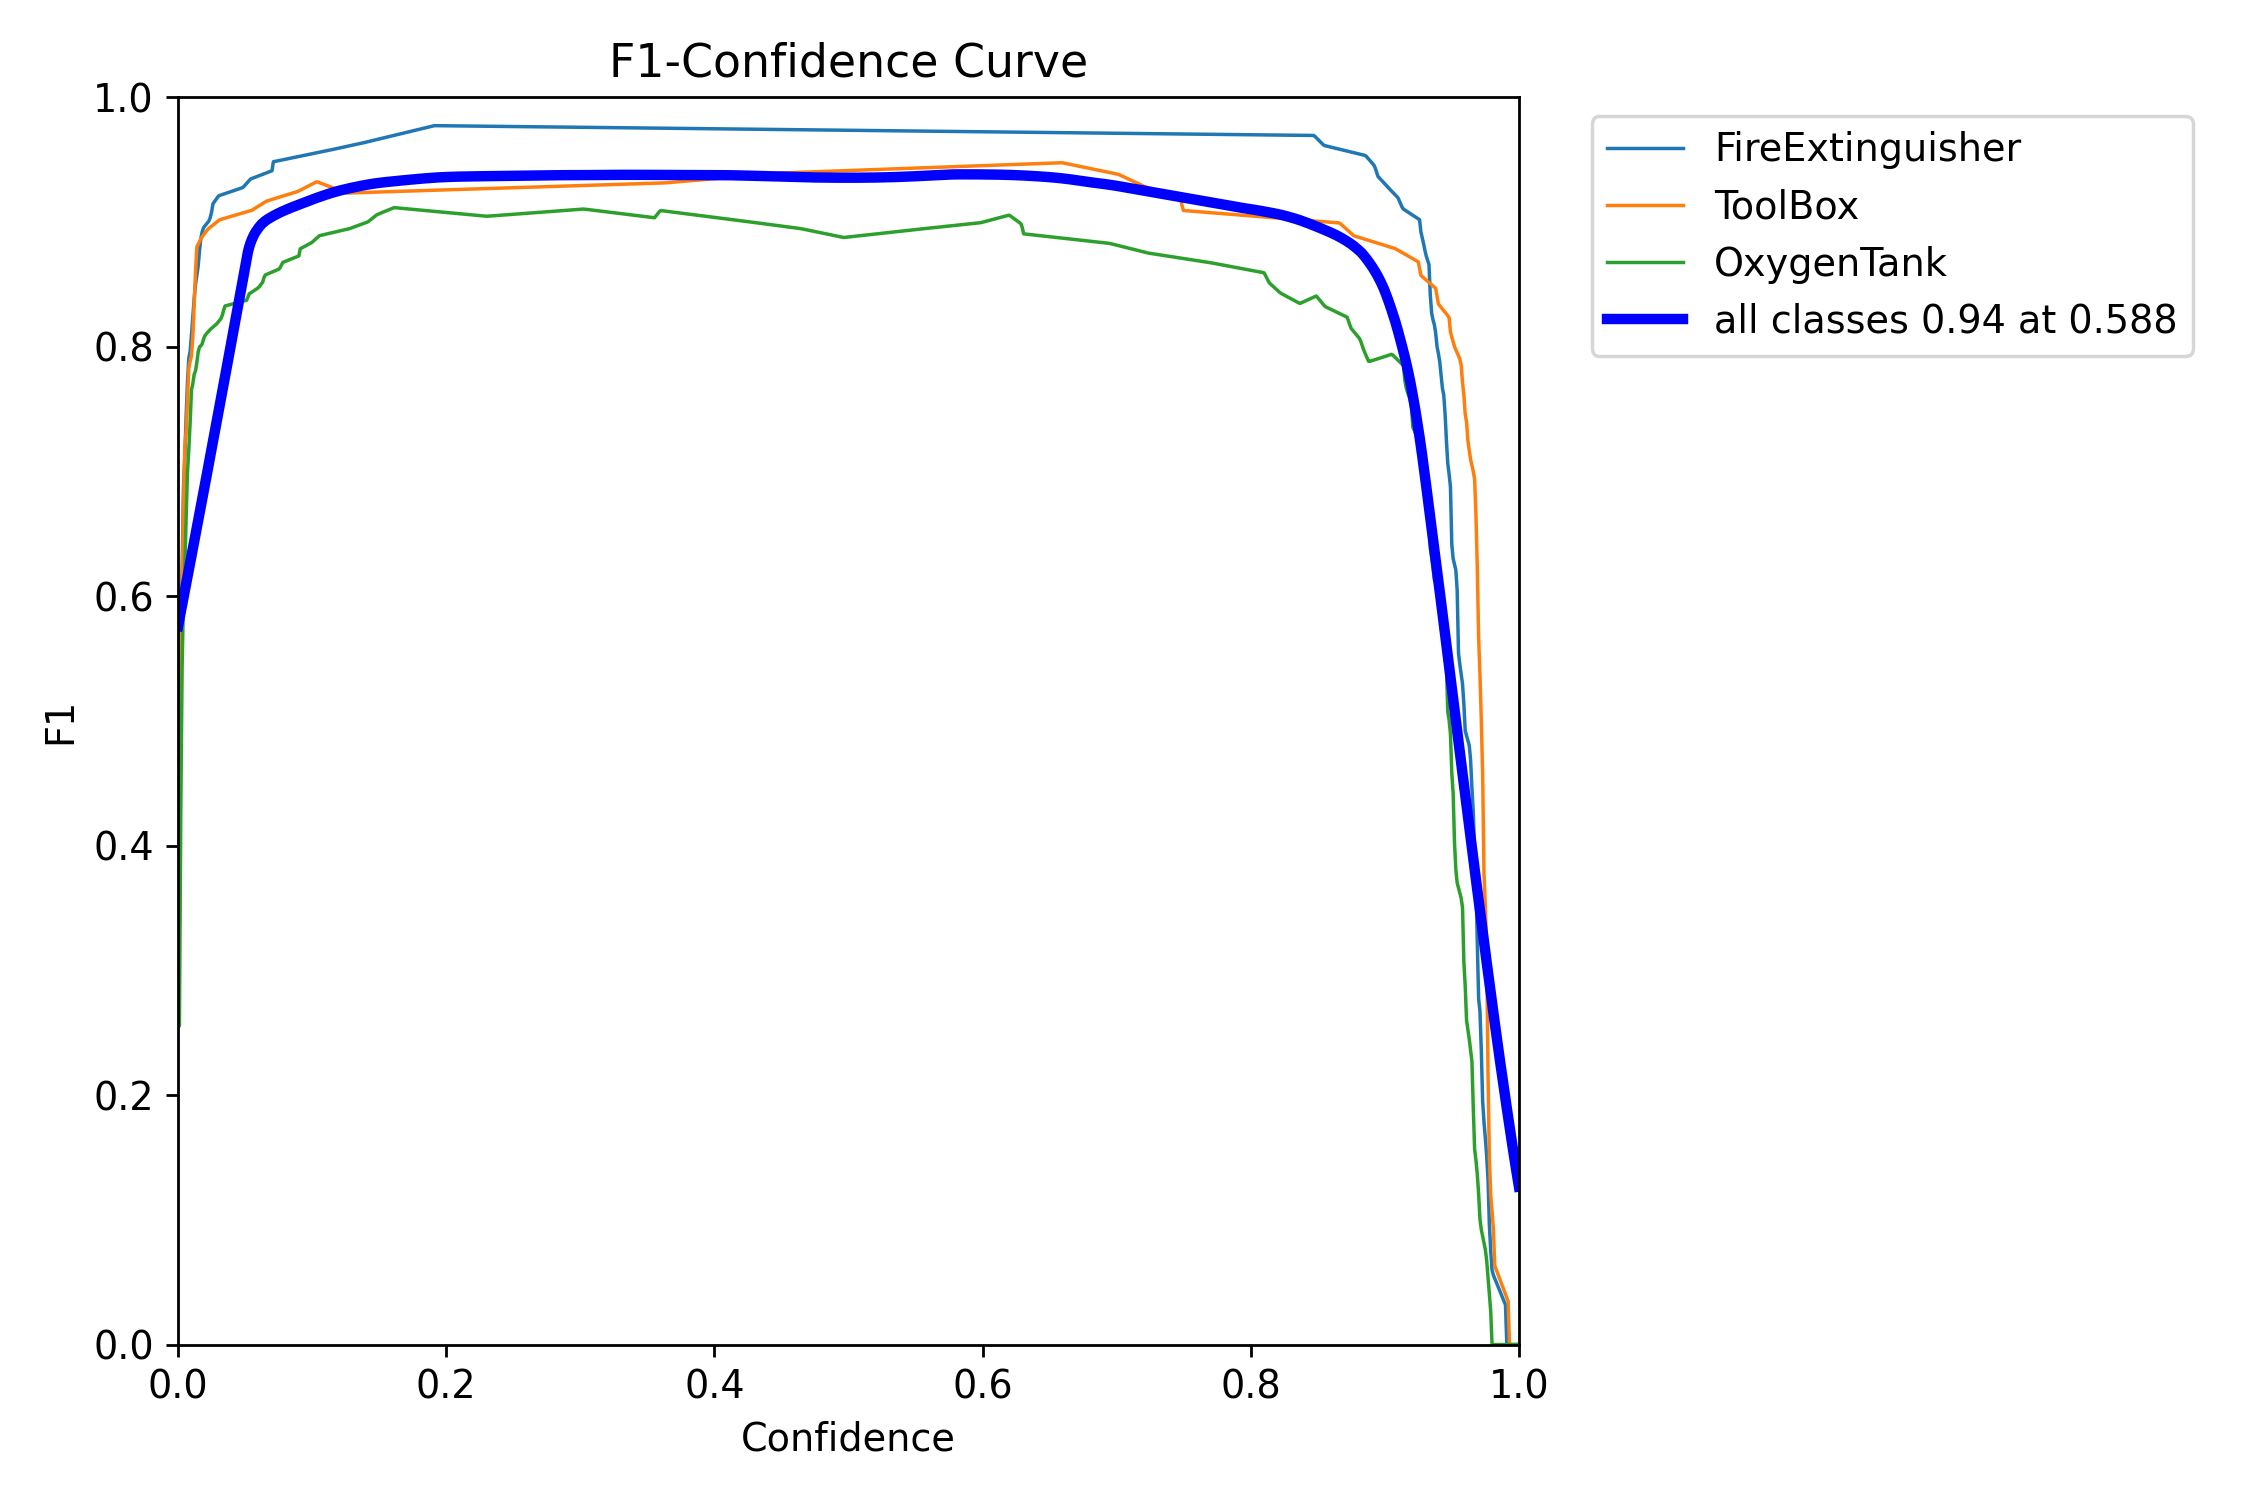 F1-Confidence Curve
1.0
0.8
0.6
0.4
0.2
0.0
F1
0.0 0.2 0.4 0.6 0.8 1.0
Confidence
FireExtinguisher
ToolBox
OxygenTank
all classes 0.94 at 0.588